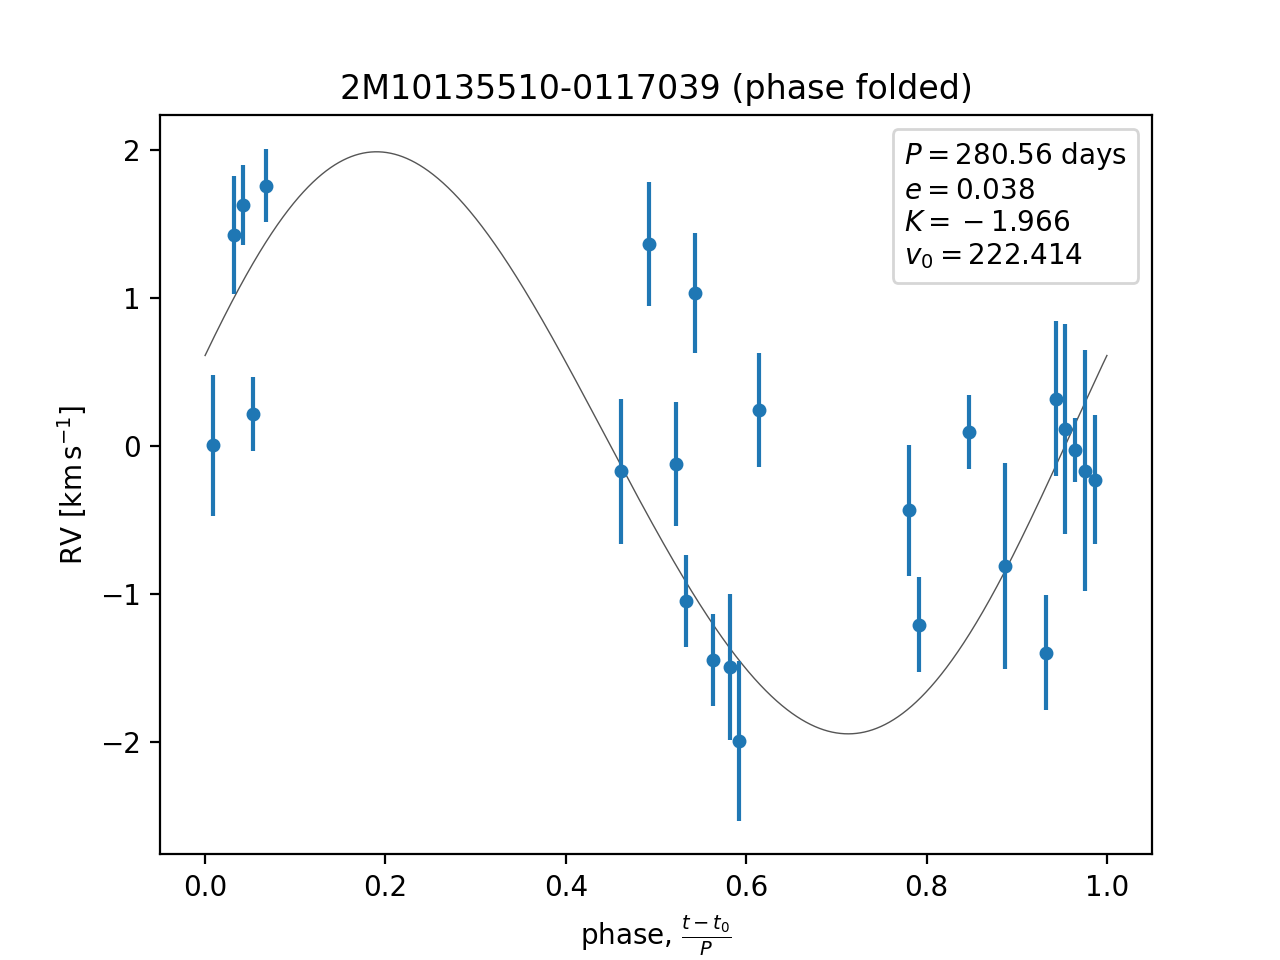 2M10135510-0117039 (phase folded)
P = 280.56 days
e = 0.038
K = −1.966
v₀ = 222.414
2
1
0
−1
−2
RV [km s⁻¹]
0.0 0.2 0.4 0.6 0.8 1.0
phase, (t − t₀)/P